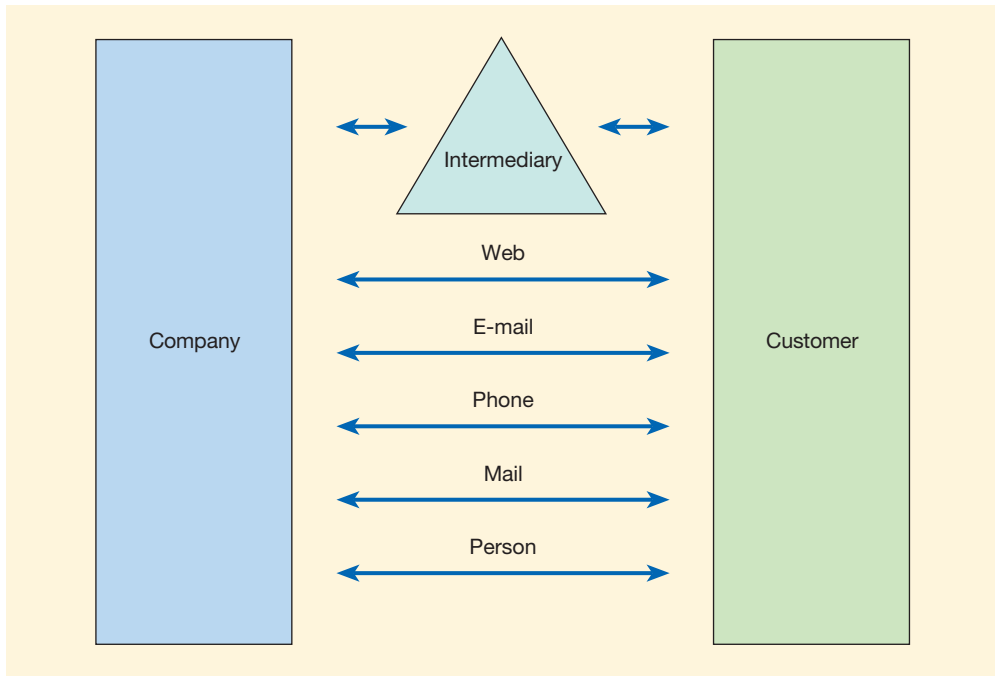 Intermediary
Web
E-mail
Company
Customer
Phone
Mail
Person